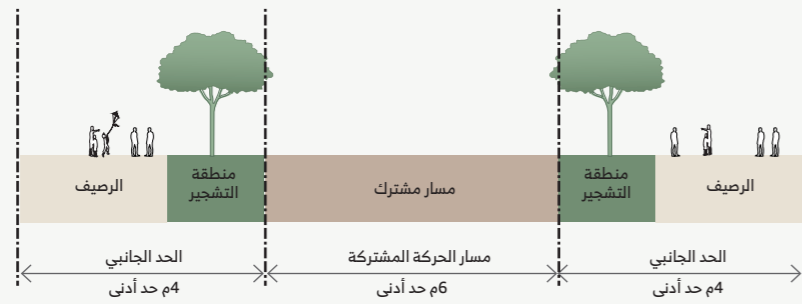 الرصيف
منطقة
التشجير
مسار مشترك
منطقة
التشجير
الرصيف
الحد الجانبي
مسار الحركة المشتركة
الحد الجانبي
4م حد أدنى
6م حد أدنى
4م حد أدنى